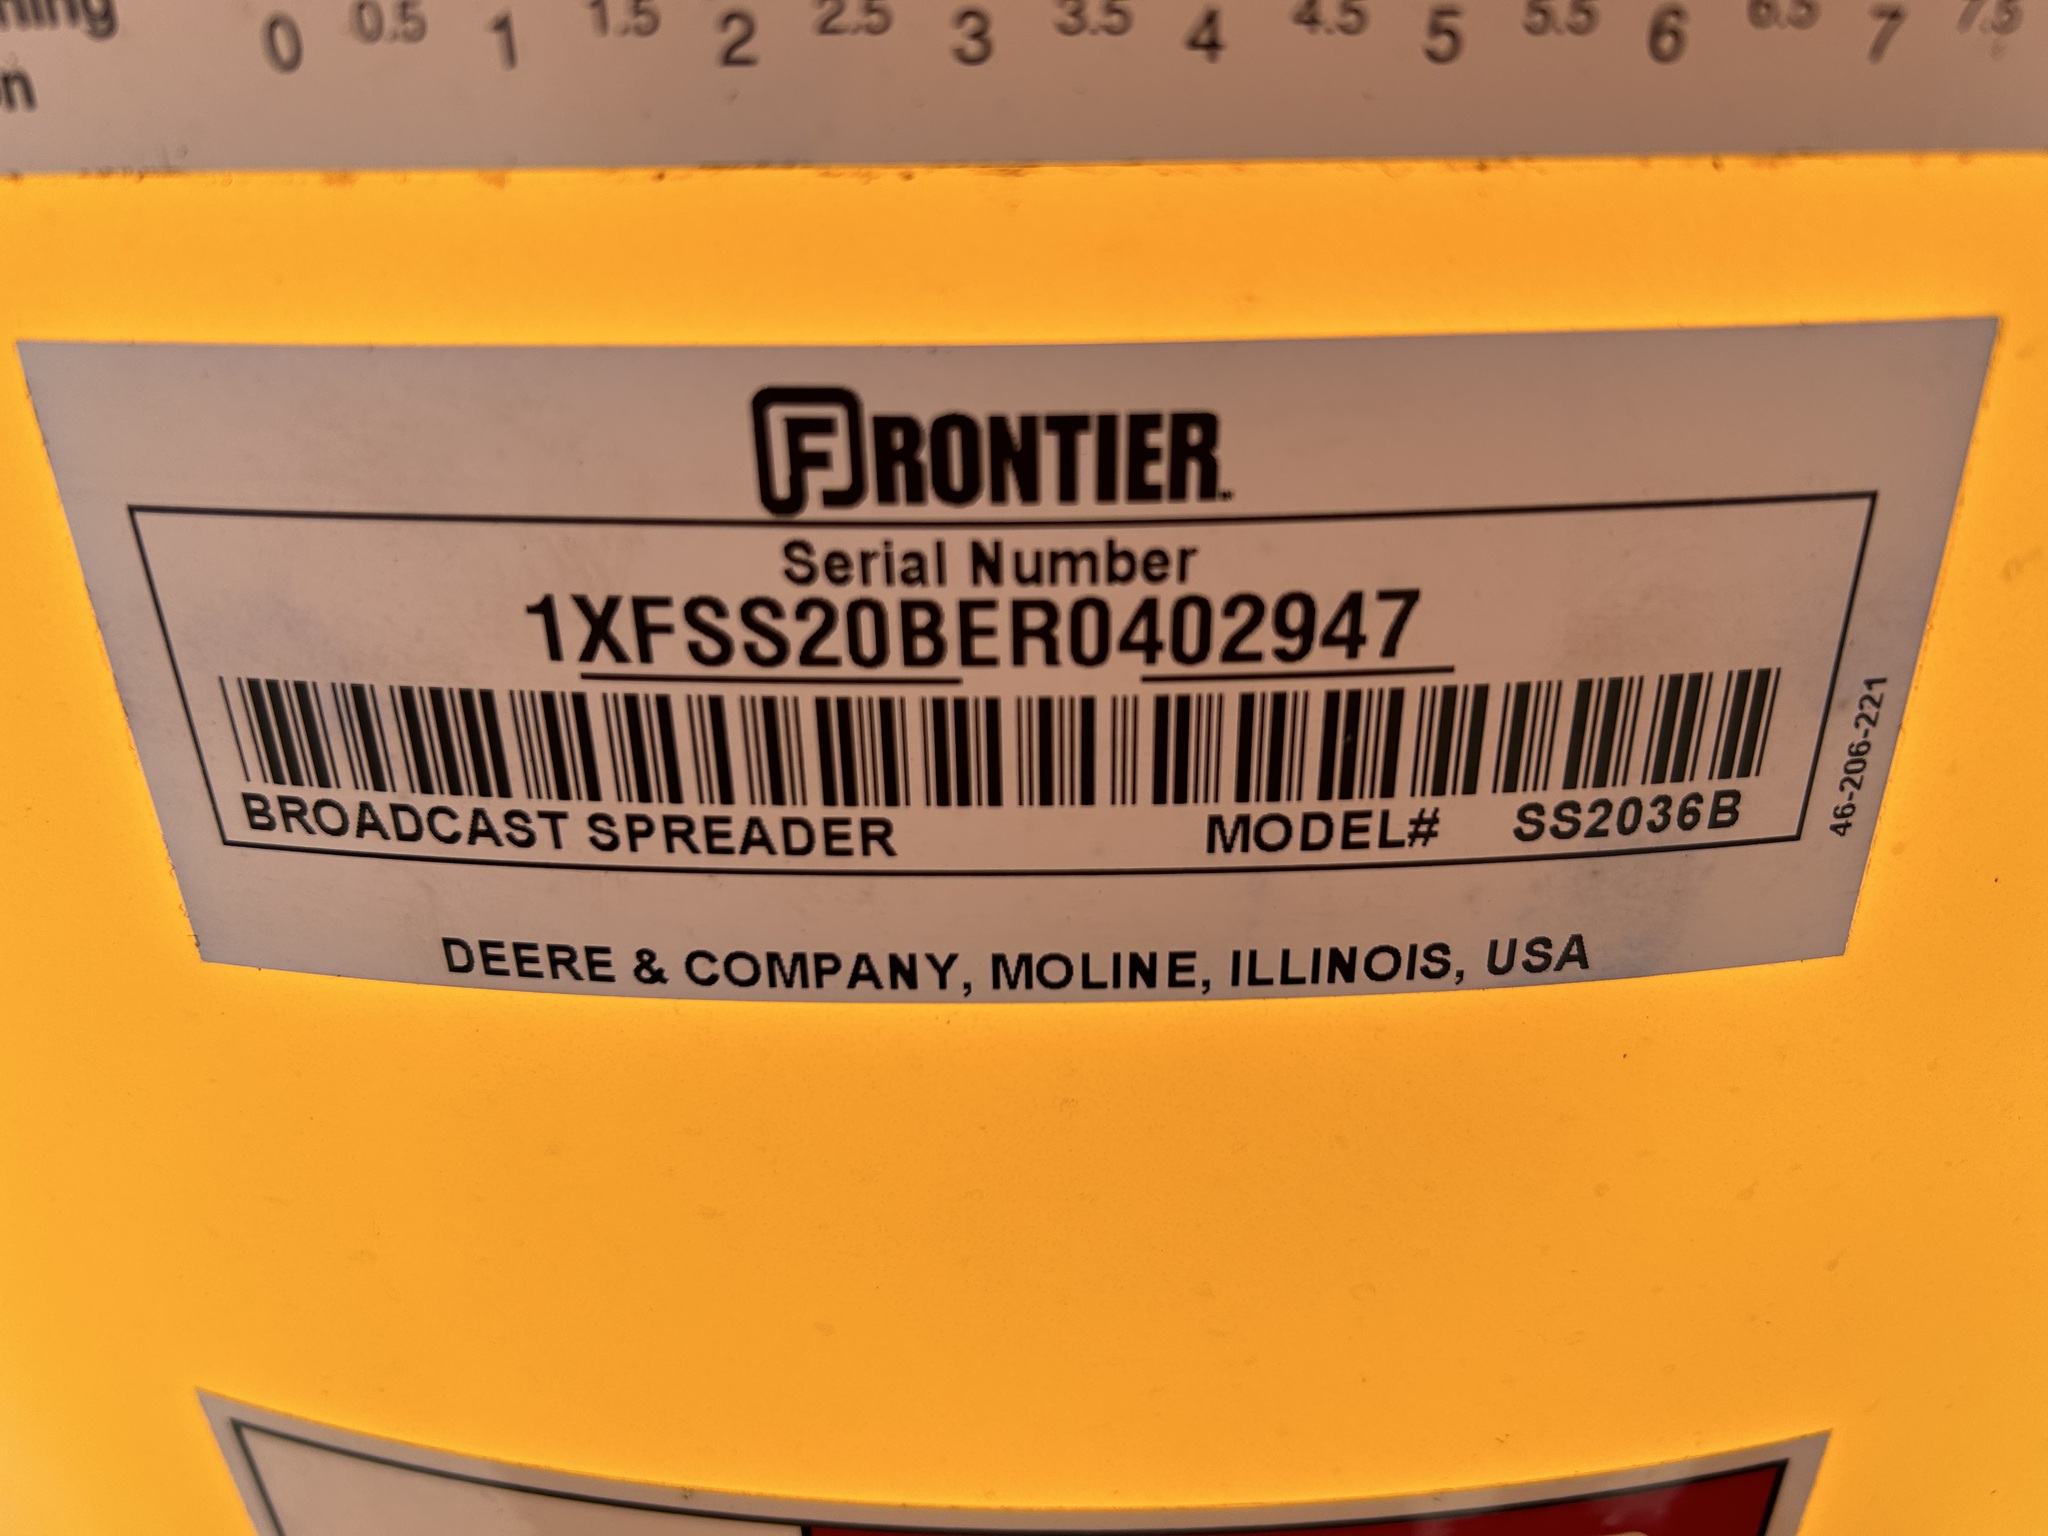 0 0.5 1 1.5 2 2.5 3 3.5 4 4.5 5 5.5 6 6.5 7 7.5
FRONTIER
Serial Number
1XFSS20BER0402947
BROADCAST SPREADER MODEL# SS2036B
46-206-221
DEERE & COMPANY, MOLINE, ILLINOIS, USA